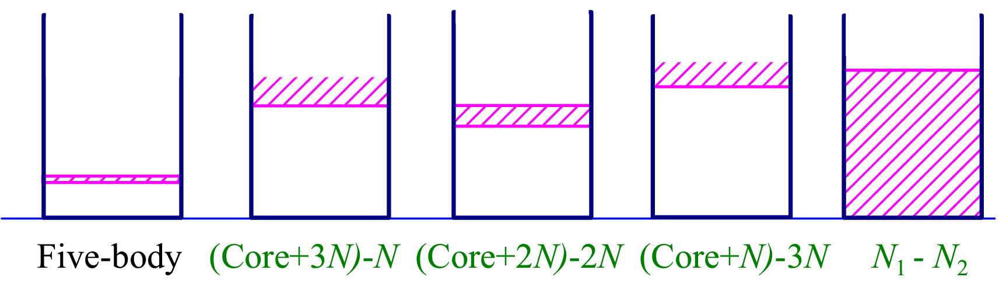 Five-body (Core+3N)-N (Core+2N)-2N (Core+N)-3N N₁ - N₂